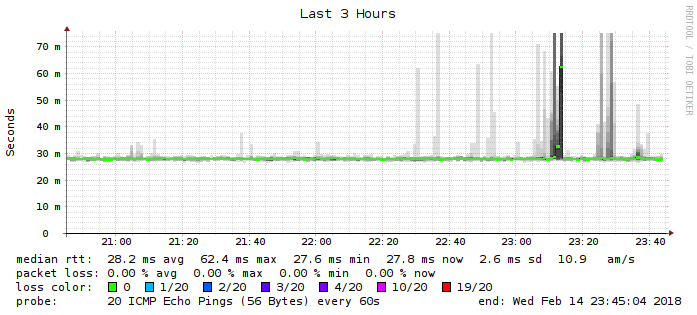 Last 3 Hours
RRDTOOL / TOBI OETIKER
Seconds
70 m
60 m
50 m
40 m
30 m
20 m
10 m
0
21:00 21:20 21:40 22:00 22:20 22:40 23:00 23:20 23:40
median rtt: 28.2 ms avg 62.4 ms max 27.6 ms min 27.8 ms now 2.6 ms sd 10.9 am/s
packet loss: 0.00 % avg 0.00 % max 0.00 % min 0.00 % now
loss color: 0 1/20 2/20 3/20 4/20 10/20 19/20
probe: 20 ICMP Echo Pings (56 Bytes) every 60s end: Wed Feb 14 23:45:04 2018